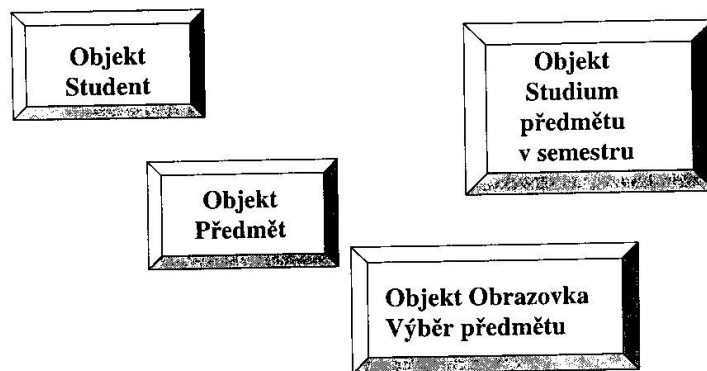 Objekt
Student
Objekt
Studium
předmětu
v semestru
Objekt
Předmět
Objekt Obrazovka
Výběr předmětu